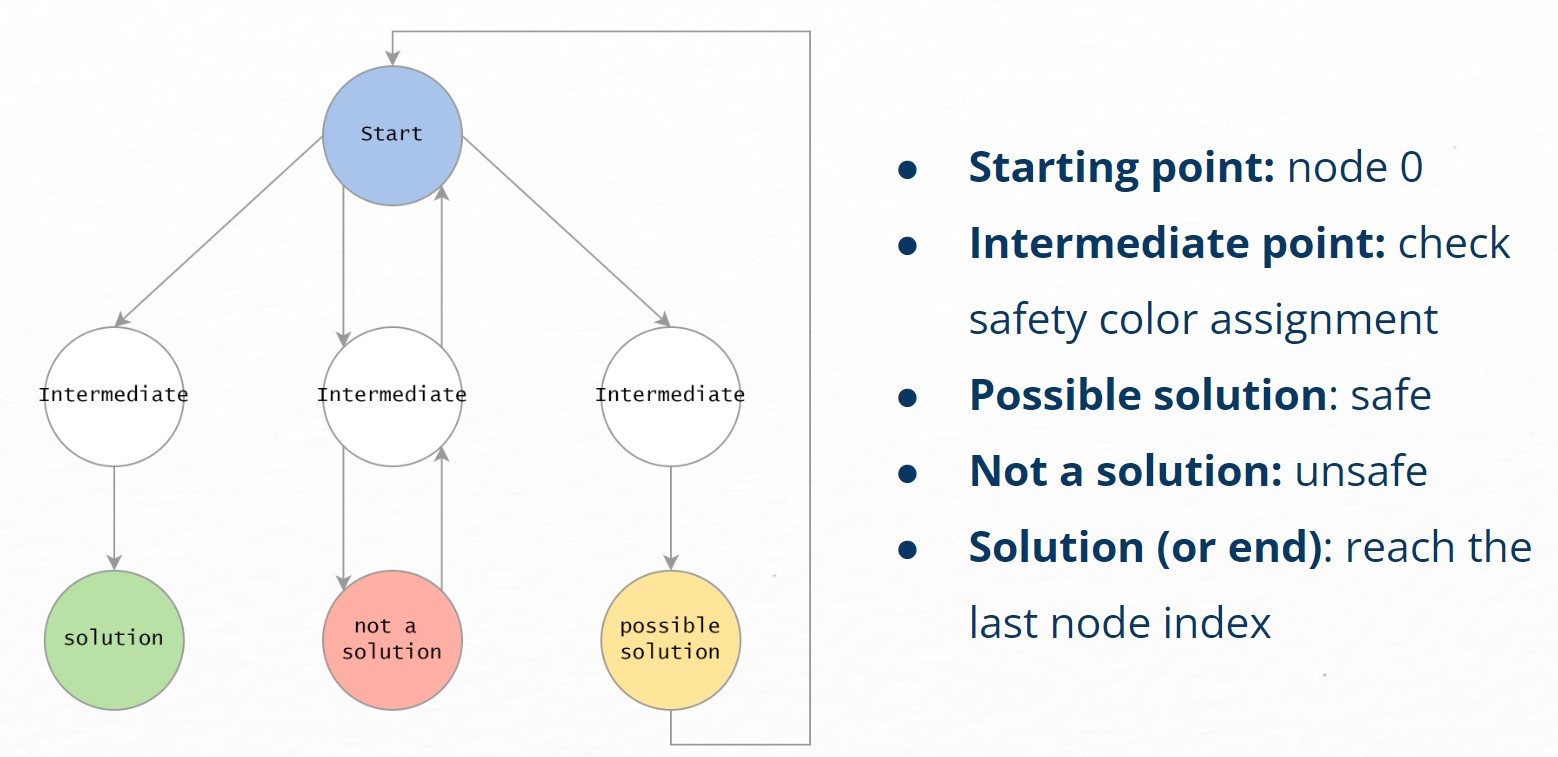 Start
Intermediate
Intermediate
Intermediate
solution
not a
solution
possible
solution
● Starting point: node 0
● Intermediate point: check
safety color assignment
● Possible solution: safe
● Not a solution: unsafe
● Solution (or end): reach the
last node index